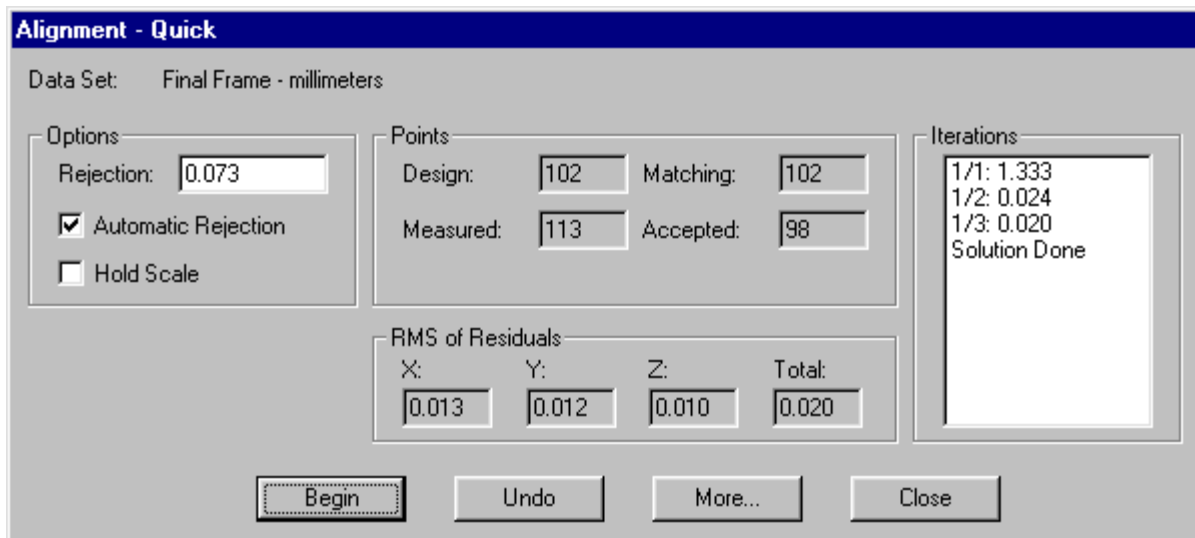 Alignment - Quick
Data Set: Final Frame - millimeters
Options
Rejection: 0.073
Automatic Rejection
Hold Scale
Points
Design: 102 Matching: 102
Measured: 113 Accepted: 98
RMS of Residuals
X: Y: Z: Total:
0.013 0.012 0.010 0.020
Iterations
1/1: 1.333
1/2: 0.024
1/3: 0.020
Solution Done
Begin Undo More... Close